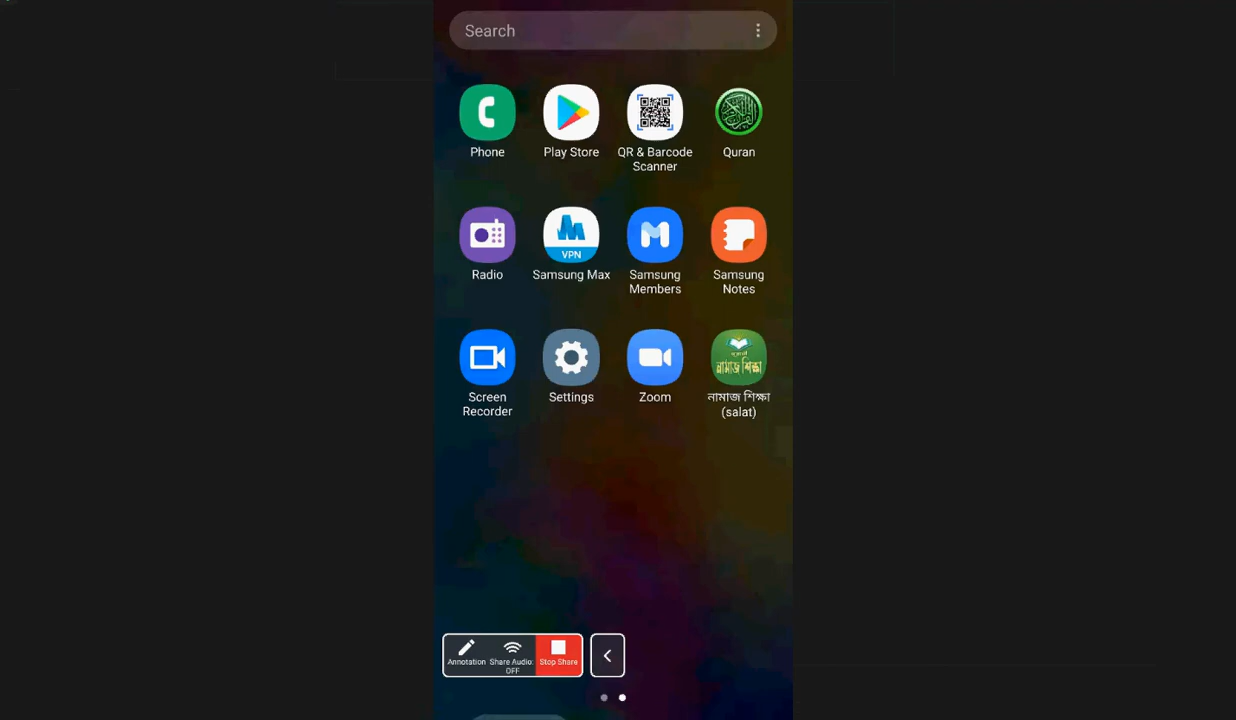 Search
Phone
Play Store
QR & Barcode
Scanner
Quran
VPN
Radio
Samsung Max
Samsung
Members
Samsung
Notes
নামাজ শিক্ষা
Screen
Recorder
Settings
Zoom
নামাজ শিক্ষা
(salat)
Annotation
Share Audio:
OFF
Stop Share